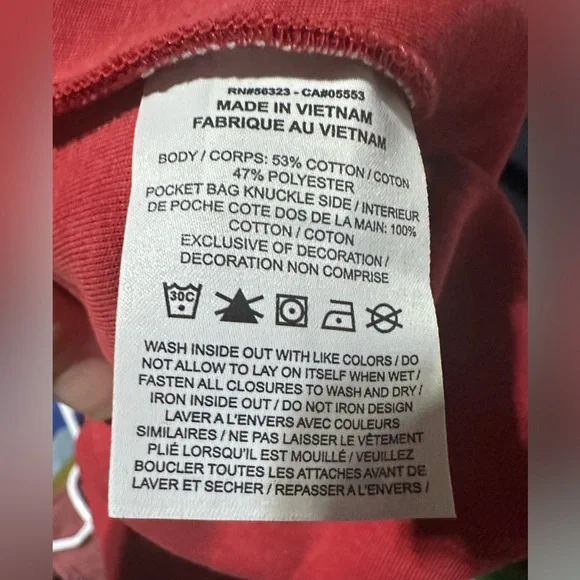 RN#56323 - CA#05553
MADE IN VIETNAM
FABRIQUE AU VIETNAM
BODY / CORPS: 53% COTTON / COTON
47% POLYESTER
POCKET BAG KNUCKLE SIDE / INTERIEUR
DE POCHE COTE DOS DE LA MAIN: 100%
COTTON / COTON
EXCLUSIVE OF DECORATION /
DECORATION NON COMPRISE
30C
WASH INSIDE OUT WITH LIKE COLORS / DO
NOT ALLOW TO LAY ON ITSELF WHEN WET /
FASTEN ALL CLOSURES TO WASH AND DRY /
IRON INSIDE OUT / DO NOT IRON DESIGN
LAVER A L'ENVERS AVEC COULEURS
SIMILAIRES / NE PAS LAISSER LE VÊTEMENT
PLIÉ LORSQU'IL EST MOUILLÉ / VEUILLEZ
BOUCLER TOUTES LES ATTACHES AVANT DE
LAVER ET SECHER / REPASSER A L'ENVERS /